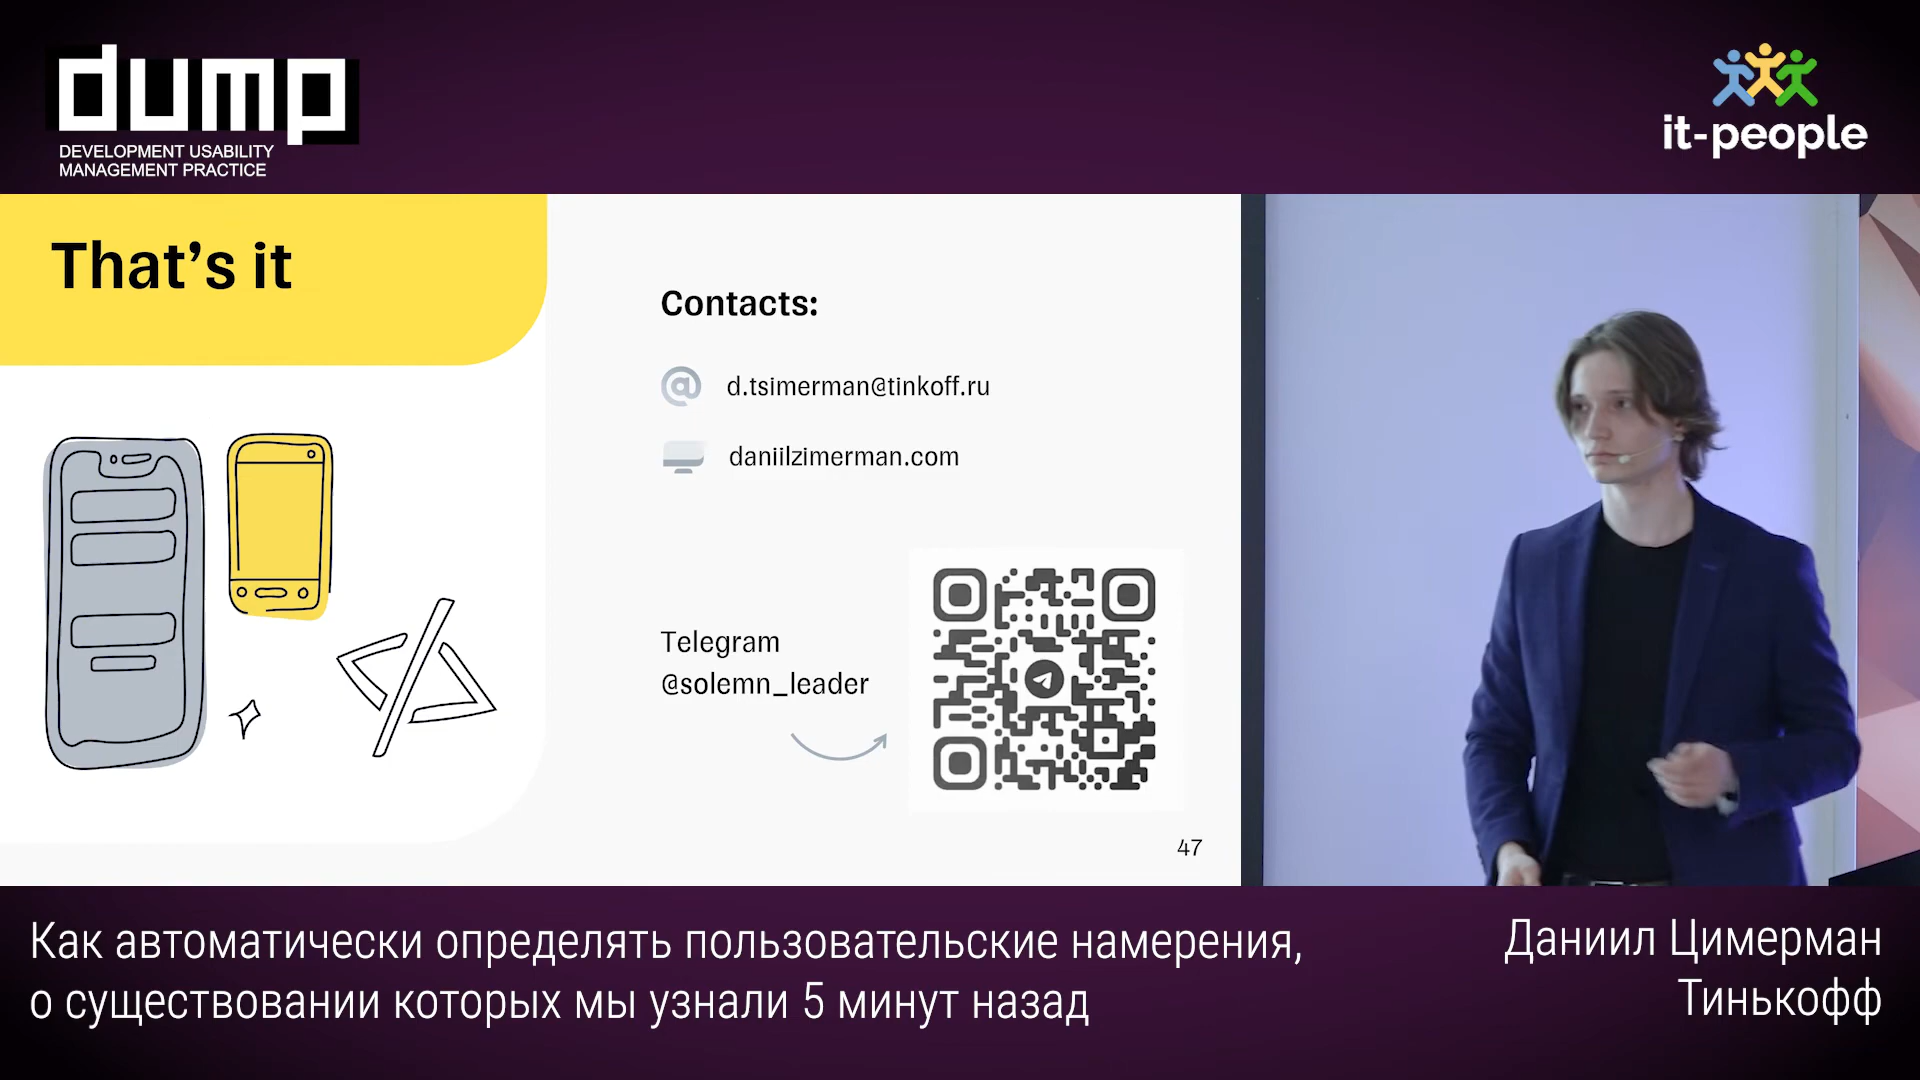 dump
DEVELOPMENT USABILITY
MANAGEMENT PRACTICE
it-people
That’s it
Contacts:
@
d.tsimerman@tinkoff.ru
daniilzimerman.com
Telegram
@solemn_leader
47
Как автоматически определять пользовательские намерения,
о существовании которых мы узнали 5 минут назад
Даниил Цимерман
Тинькофф